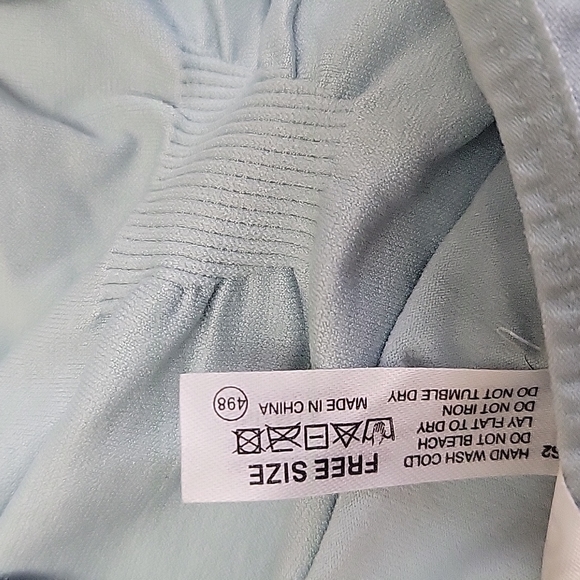 62
HAND WASH COLD
DO NOT BLEACH
LAY FLAT TO DRY
DO NOT IRON
DO NOT TUMBLE DRY
FREE SIZE
MADE IN CHINA
498